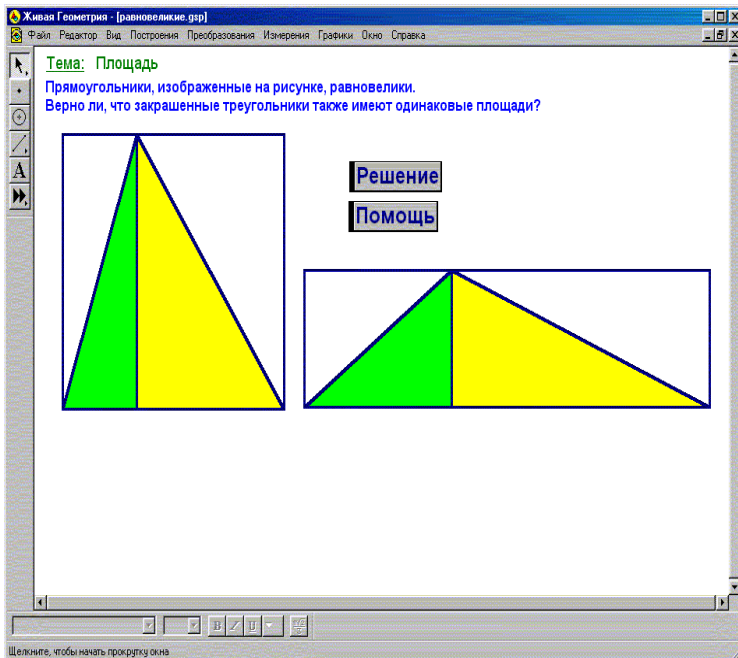 Живая Геометрия - [равновеликие.gsp]
Файл Редактор Вид Построения Преобразования Измерения Графики Окно Справка
Тема: Площадь
Прямоугольники, изображенные на рисунке, равновелики.
Верно ли, что закрашенные треугольники также имеют одинаковые площади?
A
Решение
Помощь
B I U
Щелкните, чтобы начать прокрутку окна